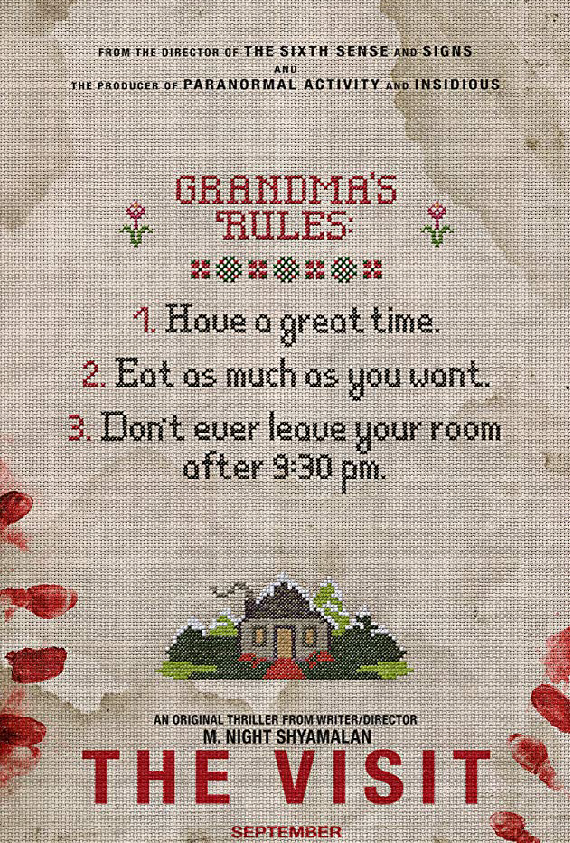 FROM THE DIRECTOR OF THE SIXTH SENSE AND SIGNS
AND
THE PRODUCER OF PARANORMAL ACTIVITY AND INSIDIOUS
GRANDMA'S
RULES:
1. Have a great time.
2. Eat as much as you want.
3. Don't ever leave your room
after 9:30 pm.
AN ORIGINAL THRILLER FROM WRITER/DIRECTOR
M. NIGHT SHYAMALAN
THE VISIT
SEPTEMBER